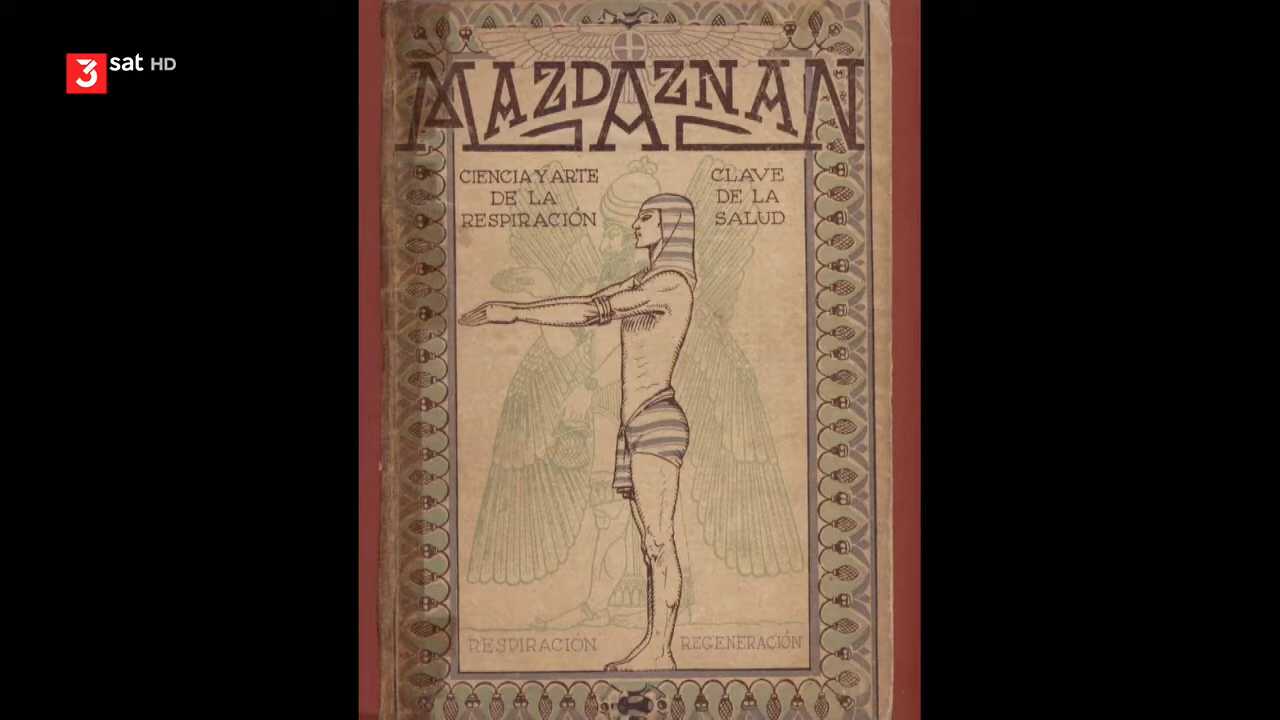 3sat HD
MAZDAZNAN
CIENCIA Y ARTE
DE LA
RESPIRACIÓN
CLAVE
DE LA
SALUD
RESPIRACIÓN
REGENERACIÓN